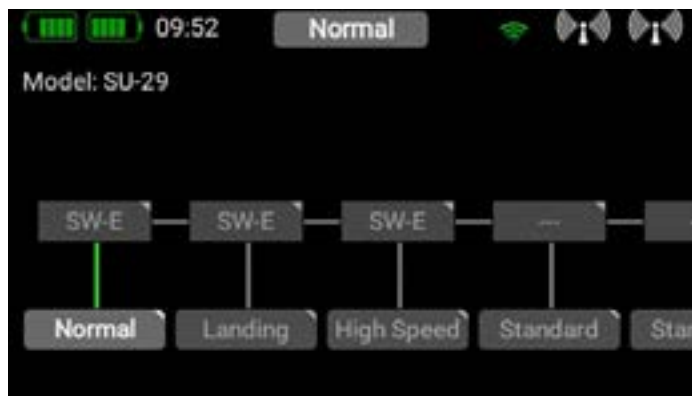 09:52 Normal
Model: SU-29
SW-E SW-E SW-E ---
Normal Landing High Speed Standard